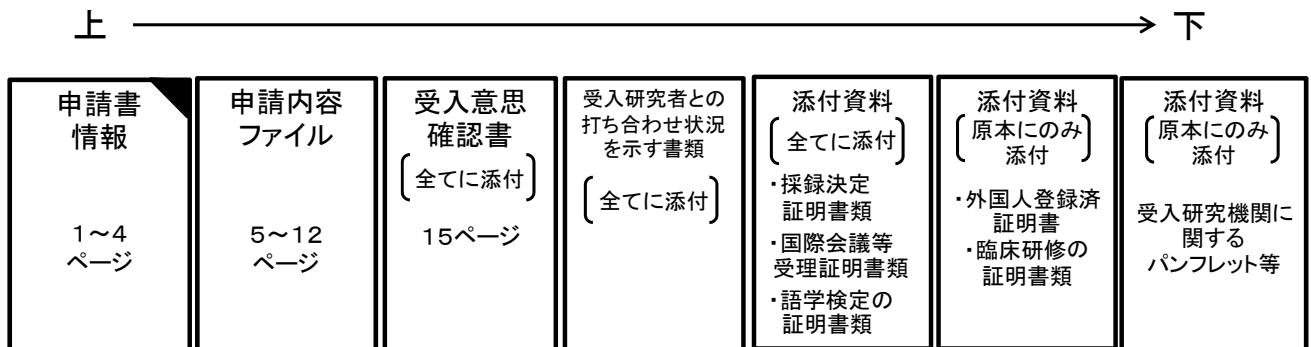 上
下
申請書
情報
1～4
ページ
申請内容
ファイル
5～12
ページ
受入意思
確認書
全てに添付
15ページ
受入研究者との
打ち合わせ状況
を示す書類
全てに添付
添付資料
全てに添付
・採録決定
証明書類
・国際会議等
受理証明書類
・語学検定の
証明書類
添付資料
原本にのみ
添付
・外国人登録済
証明書
・臨床研修の
証明書類
添付資料
原本にのみ
添付
受入研究機関に
関する
パンフレット等